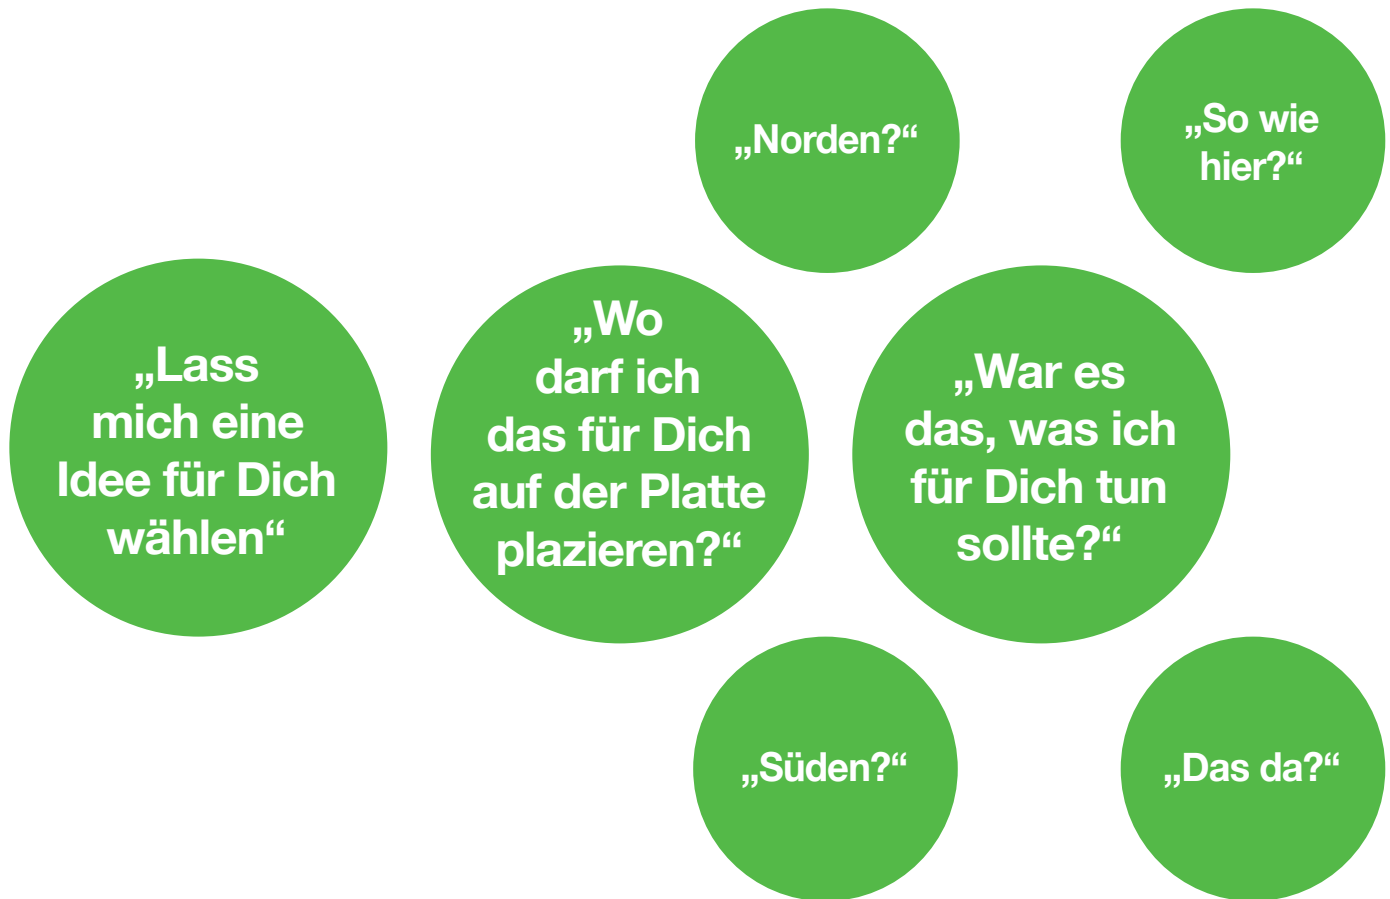 „Norden?“
„So wie
hier?“
„Lass
mich eine
Idee für Dich
wählen“
„Wo
darf ich
das für Dich
auf der Platte
plazieren?“
„War es
das, was ich
für Dich tun
sollte?“
„Süden?“
„Das da?“